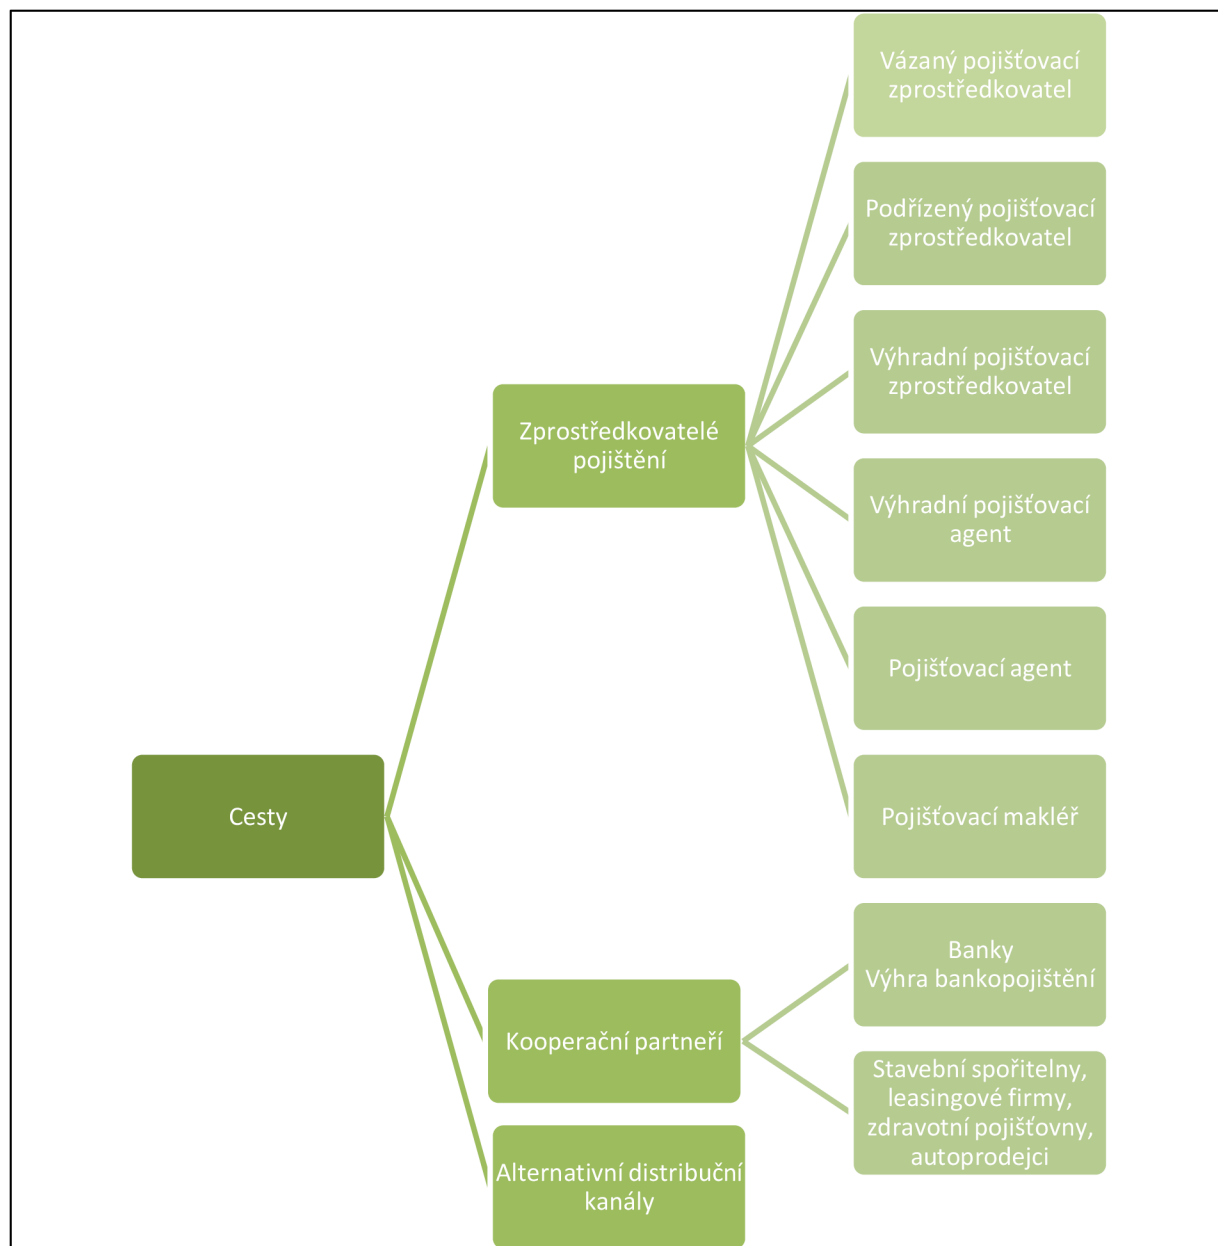 Cesty
Zprostředkovatelé
pojištění
Vázaný pojišťovací
zprostředkovatel
Podřízený pojišťovací
zprostředkovatel
Výhradní pojišťovací
zprostředkovatel
Výhradní pojišťovací
agent
Pojišťovací agent
Pojišťovací makléř
Kooperační partneří
Banky
Výhra bankopojištění
Stavební spořitelny,
leasingové firmy,
zdravotní pojišťovny,
autoprodejci
Alternativní distribuční
kanály